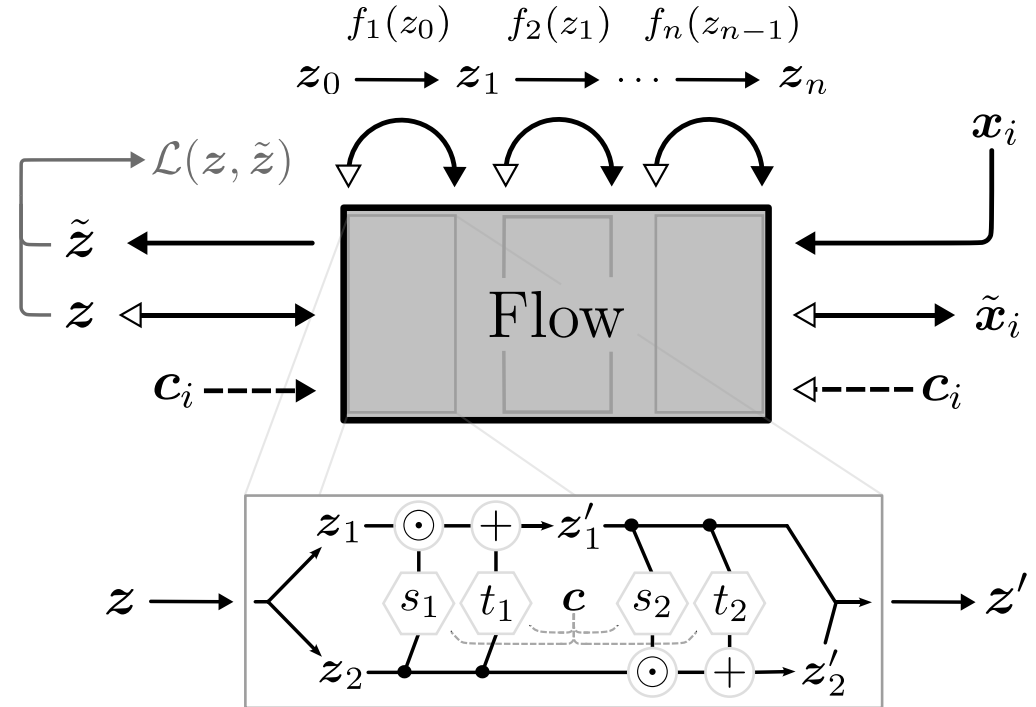 f₁(z₀) f₂(z₁) fₙ(zₙ₋₁)
z₀ z₁ ⋯ zₙ
xᵢ
ℒ(z, z̃)
z̃
z Flow x̃ᵢ
cᵢ cᵢ
z₁ ⊙ + z′₁
z s₁ t₁ c s₂ t₂ z′
z₂ ⊙ + z′₂